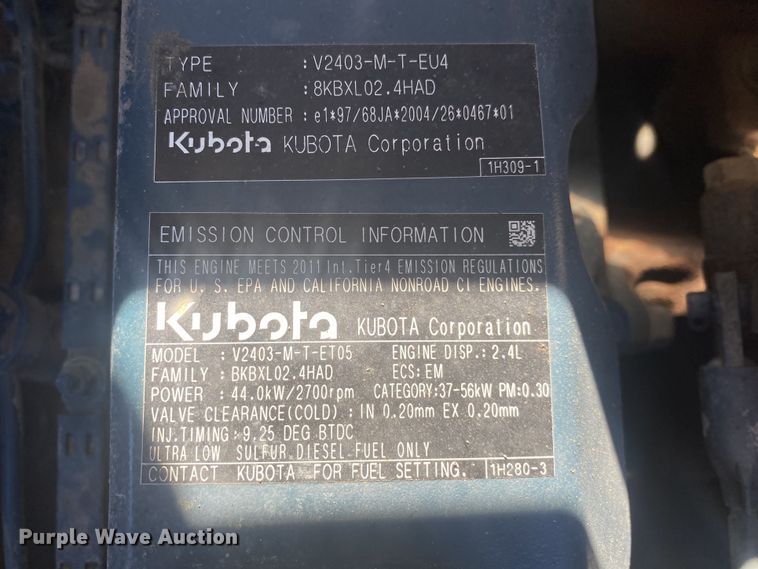 TYPE : V2403-M-T-EU4
FAMILY : 8KBXL02.4HAD
APPROVAL NUMBER : e1*97/68JA*2004/26*0467*01
Kubota KUBOTA Corporation
1H309-1
EMISSION CONTROL INFORMATION
THIS ENGINE MEETS 2011 Int.Tier4 EMISSION REGULATIONS
FOR U. S. EPA AND CALIFORNIA NONROAD CI ENGINES.
Kubota KUBOTA Corporation
MODEL : V2403-M-T-ET05 ENGINE DISP.: 2.4L
FAMILY : BKBXL02.4HAD ECS: EM
POWER : 44.0kW/2700rpm CATEGORY:37-56kW PM:0.30
VALVE CLEARANCE(COLD) : IN 0.20mm EX 0.20mm
INJ.TIMING : 9.25 DEG BTDC
ULTRA LOW SULFUR DIESEL FUEL ONLY
CONTACT KUBOTA FOR FUEL SETTING. 1H280-3
Purple Wave Auction